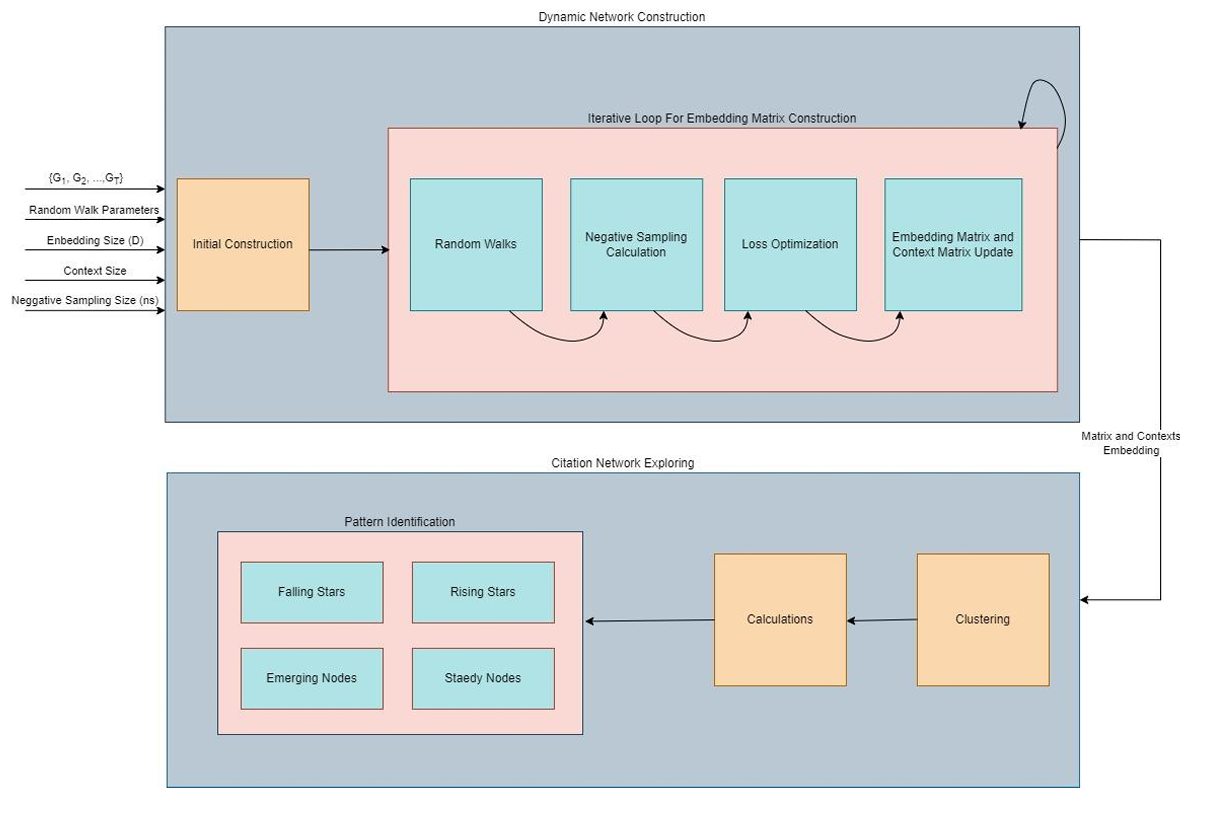 Dynamic Network Construction
Iterative Loop For Embedding Matrix Construction
{G1, G2, ...,GT}
Random Walk Parameters
Enbedding Size (D)
Context Size
Neggative Sampling Size (ns)
Initial Construction
Random Walks
Negative Sampling
Calculation
Loss Optimization
Embedding Matrix and
Context Matrix Update
Matrix and Contexts
Embedding
Citation Network Exploring
Pattern Identification
Falling Stars
Rising Stars
Emerging Nodes
Staedy Nodes
Calculations
Clustering